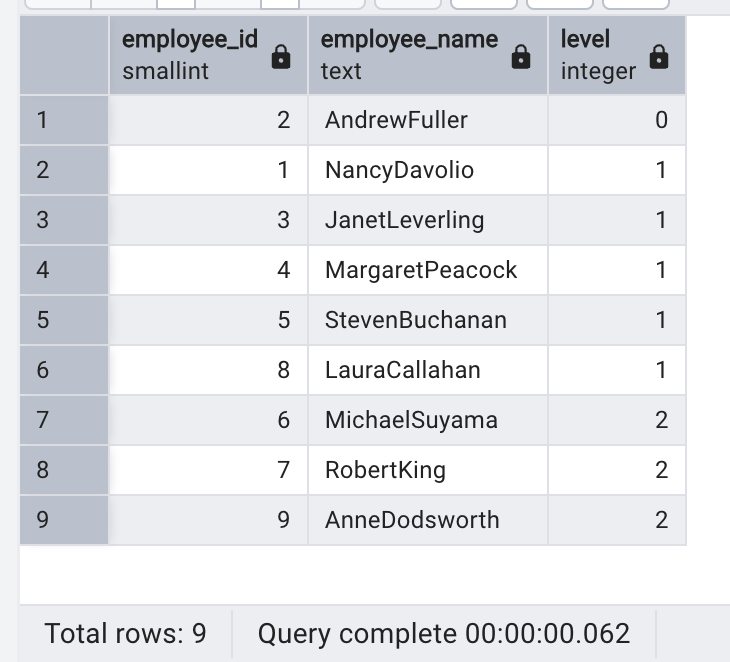 employee_id employee_name level
smallint text integer
1 2 AndrewFuller 0
2 1 NancyDavolio 1
3 3 JanetLeverling 1
4 4 MargaretPeacock 1
5 5 StevenBuchanan 1
6 8 LauraCallahan 1
7 6 MichaelSuyama 2
8 7 RobertKing 2
9 9 AnneDodsworth 2
Total rows: 9 Query complete 00:00:00.062